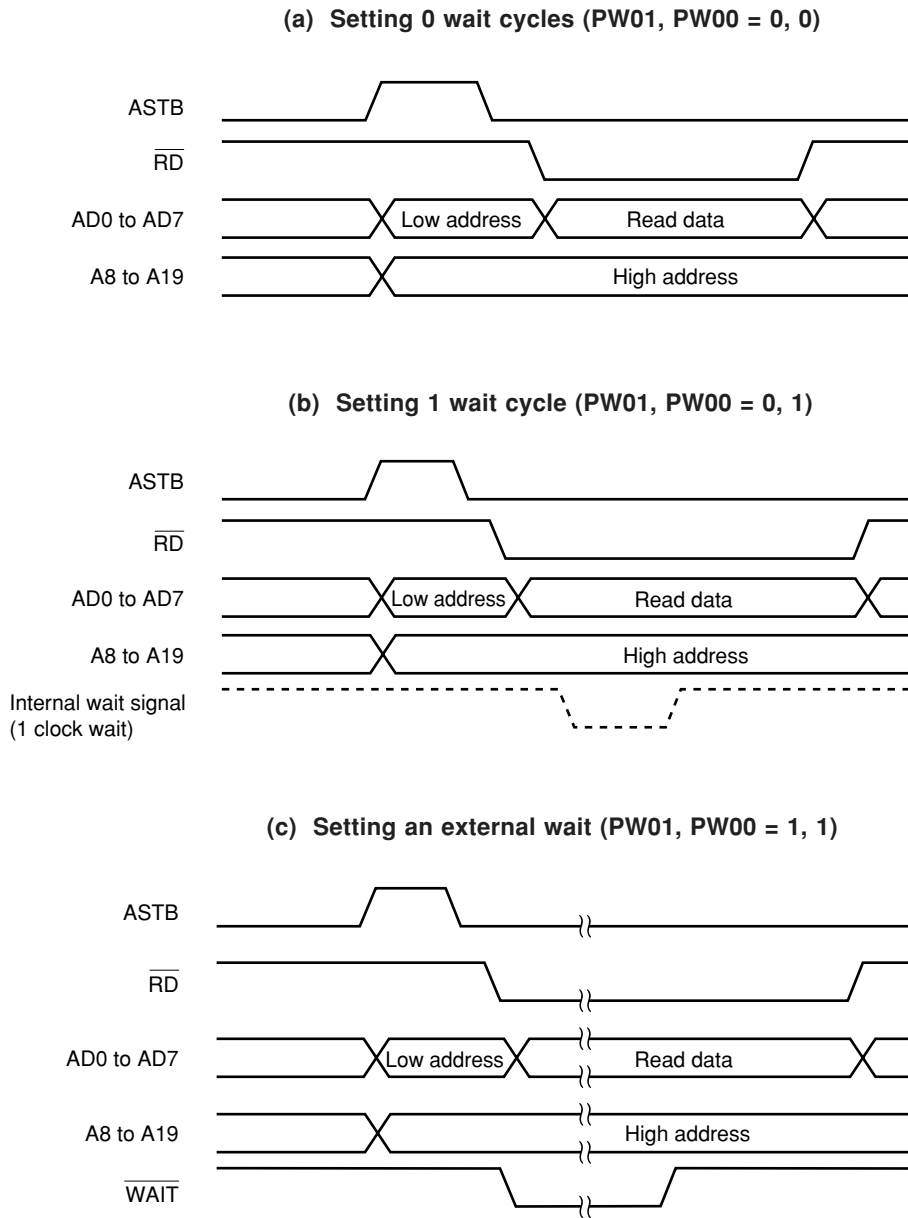 (a) Setting 0 wait cycles (PW01, PW00 = 0, 0)
ASTB
RD
AD0 to AD7
Low address
Read data
A8 to A19
High address
(b) Setting 1 wait cycle (PW01, PW00 = 0, 1)
ASTB
RD
AD0 to AD7
Low address
Read data
A8 to A19
High address
Internal wait signal
(1 clock wait)
(c) Setting an external wait (PW01, PW00 = 1, 1)
ASTB
RD
AD0 to AD7
Low address
Read data
A8 to A19
High address
WAIT